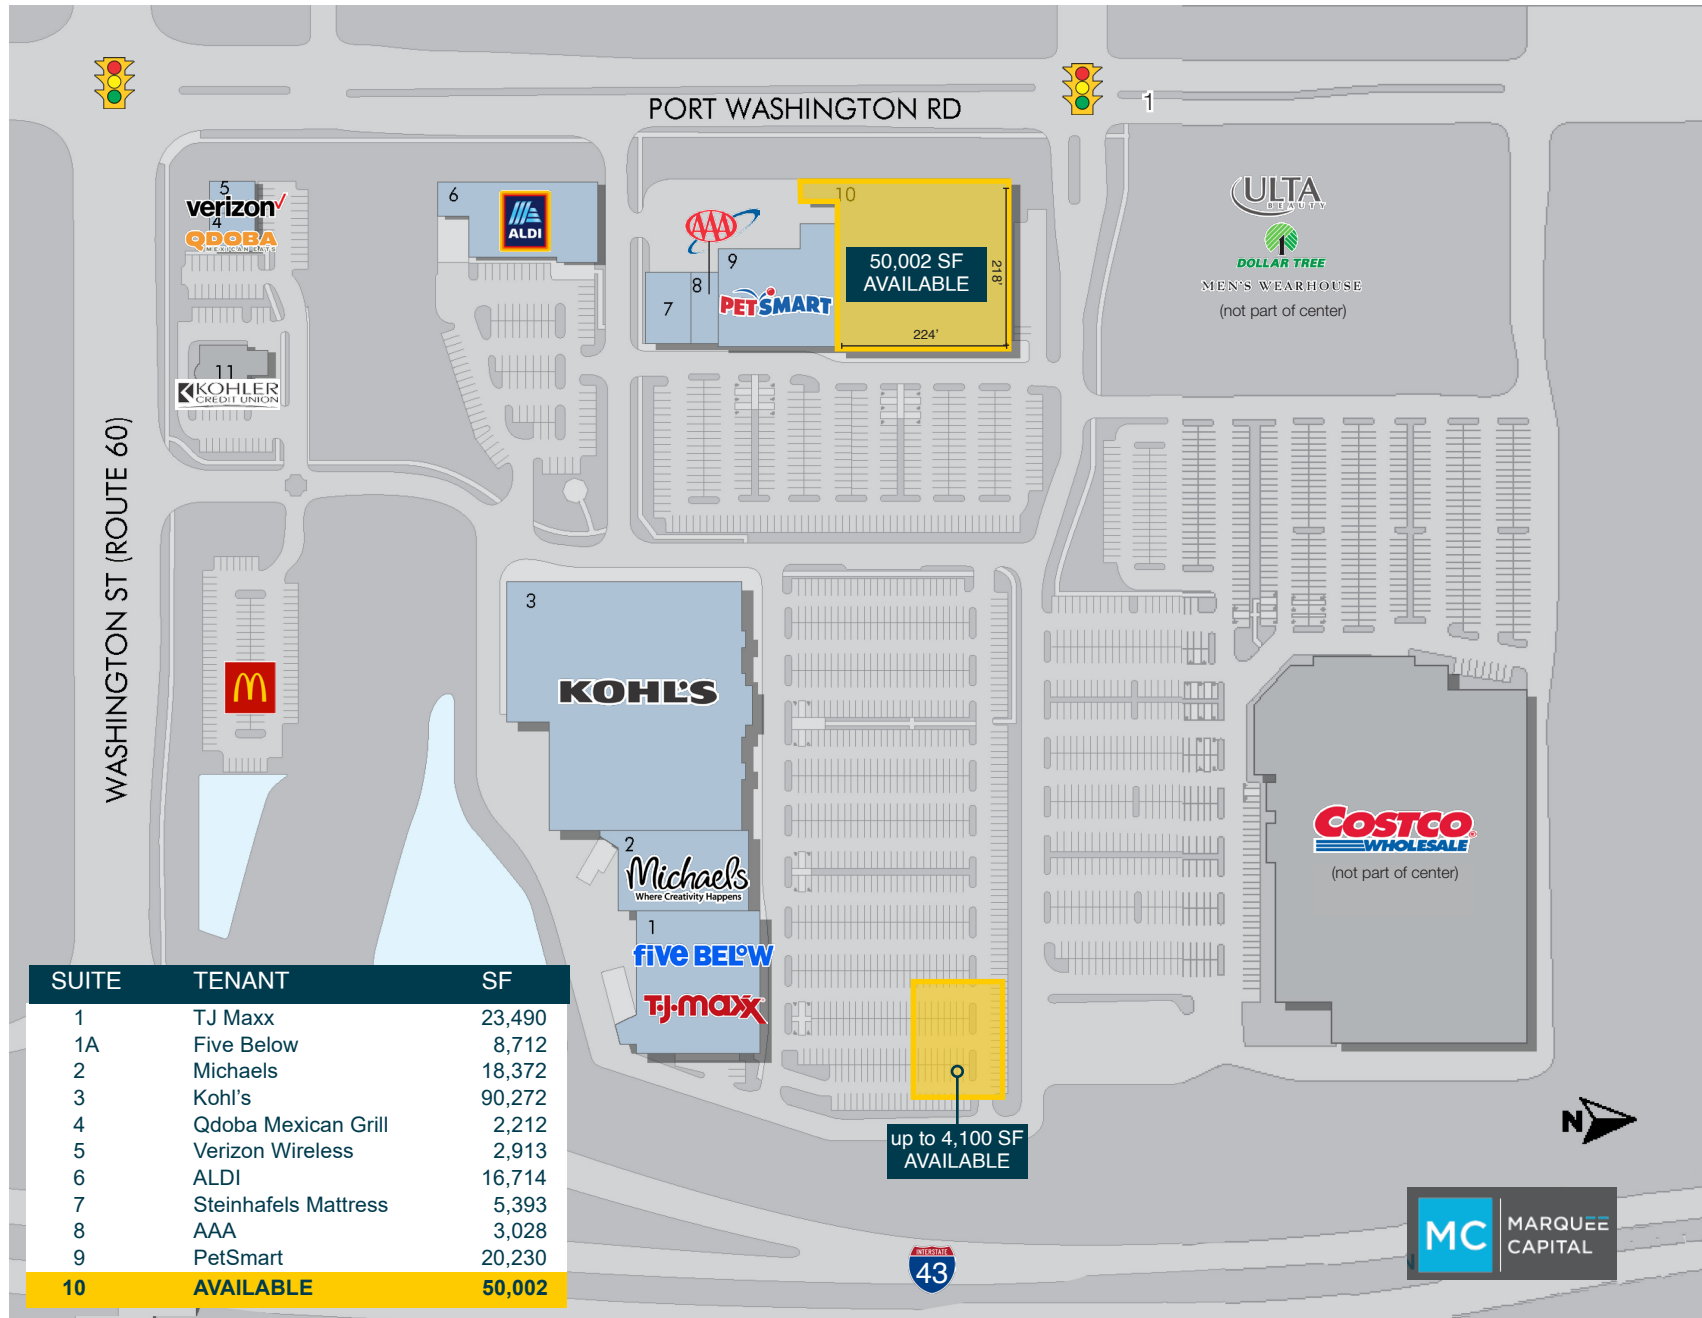 PORT WASHINGTON RD
1
WASHINGTON ST (ROUTE 60)
5
verizon
4
QDOBA
MEXICAN EATS
6
ALDI
AAA
7
8
9
PETSMART
10
50,002 SF
AVAILABLE
218'
224'
ULTA
BEAUTY
DOLLAR TREE
MEN'S WEARHOUSE
(not part of center)
11
KOHLER
CREDIT UNION
3
KOHL'S
2
Michaels
Where Creativity Happens
1
five BELOW
T.J.maxx
COSTCO
WHOLESALE
(not part of center)
up to 4,100 SF
AVAILABLE
N
SUITE TENANT SF
1 TJ Maxx 23,490
1A Five Below 8,712
2 Michaels 18,372
3 Kohl's 90,272
4 Qdoba Mexican Grill 2,212
5 Verizon Wireless 2,913
6 ALDI 16,714
7 Steinhafels Mattress 5,393
8 AAA 3,028
9 PetSmart 20,230
10 AVAILABLE 50,002
INTERSTATE
43
MC MARQUEE
CAPITAL